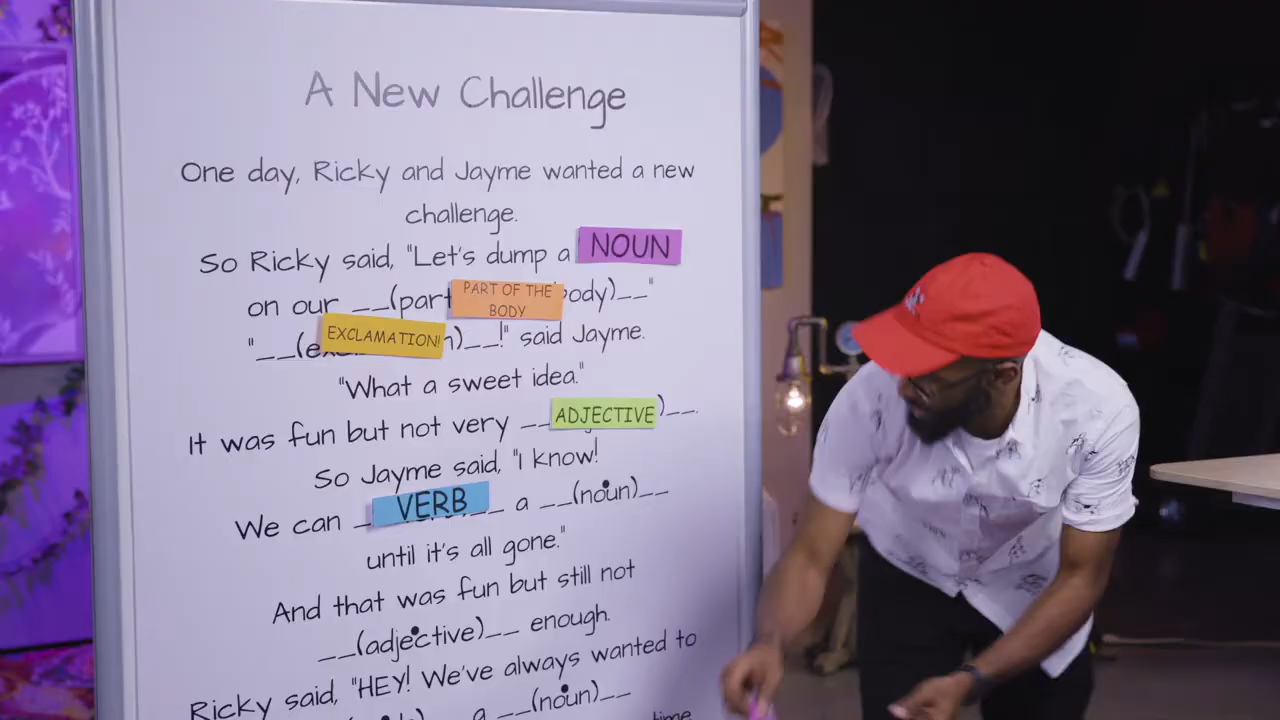 A New Challenge
One day, Ricky and Jayme wanted a new
challenge.
So Ricky said, "Let's dump a NOUN
on our __(part PART OF THE BODY body)__"
"__(ex EXCLAMATION! n)__!" said Jayme.
"What a sweet idea."
It was fun but not very __ ADJECTIVE )__.
So Jayme said, "I know!
We can _ VERB __ a __(noun)__
until it's all gone."
And that was fun but still not
__(adjective)__ enough.
Ricky said, "HEY! We've always wanted to
a __(noun)__
time